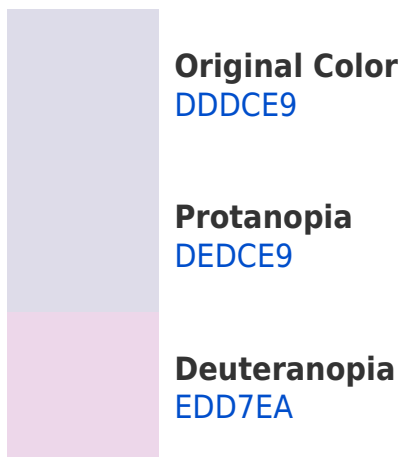 Original Color
DDDCE9
Protanopia
DEDCE9
Deuteranopia
EDD7EA